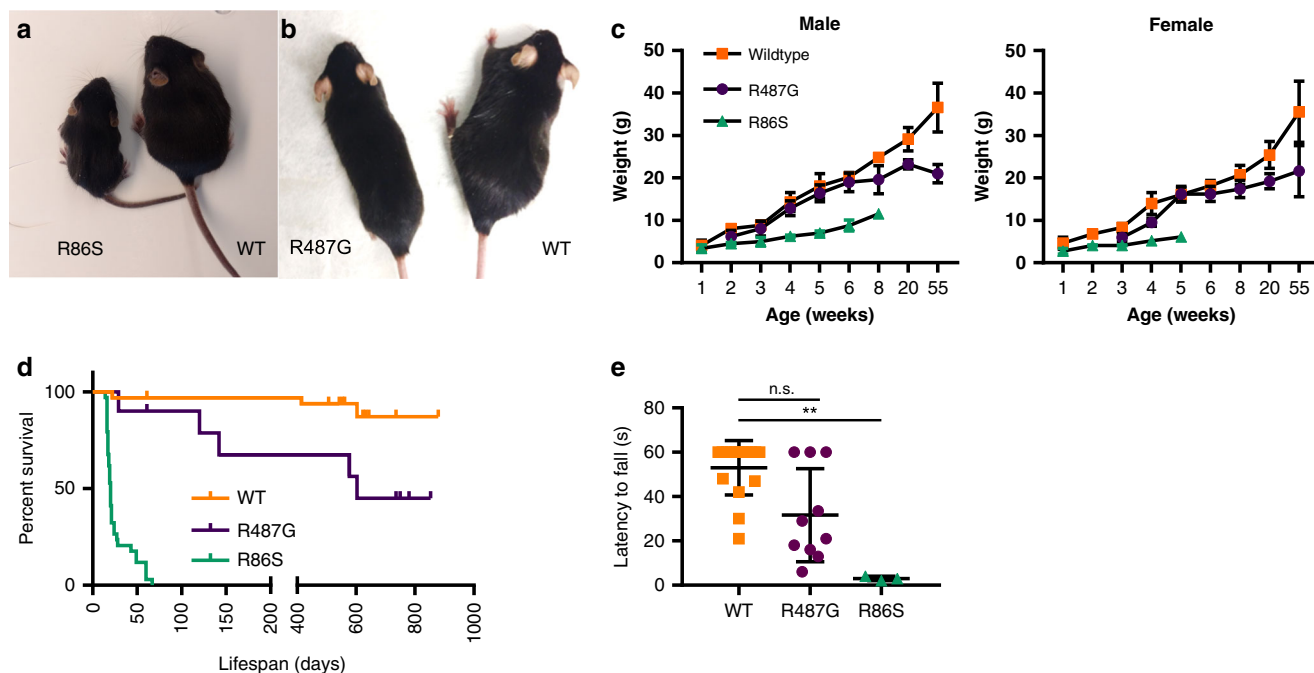 a
R86S
WT
b
R487G
WT
c
Male
Weight (g)
50
40
30
20
10
0
Wildtype
R487G
R86S
1 2 3 4 5 6 8 20 55
Age (weeks)
Female
Weight (g)
50
40
30
20
10
0
1 2 3 4 5 6 8 20 55
Age (weeks)
d
Percent survival
100
50
0
WT
R487G
R86S
0 50 100 200 400 600 800 1000
Lifespan (days)
e
Latency to fall (s)
80
60
40
20
0
n.s.
**
WT R487G R86S